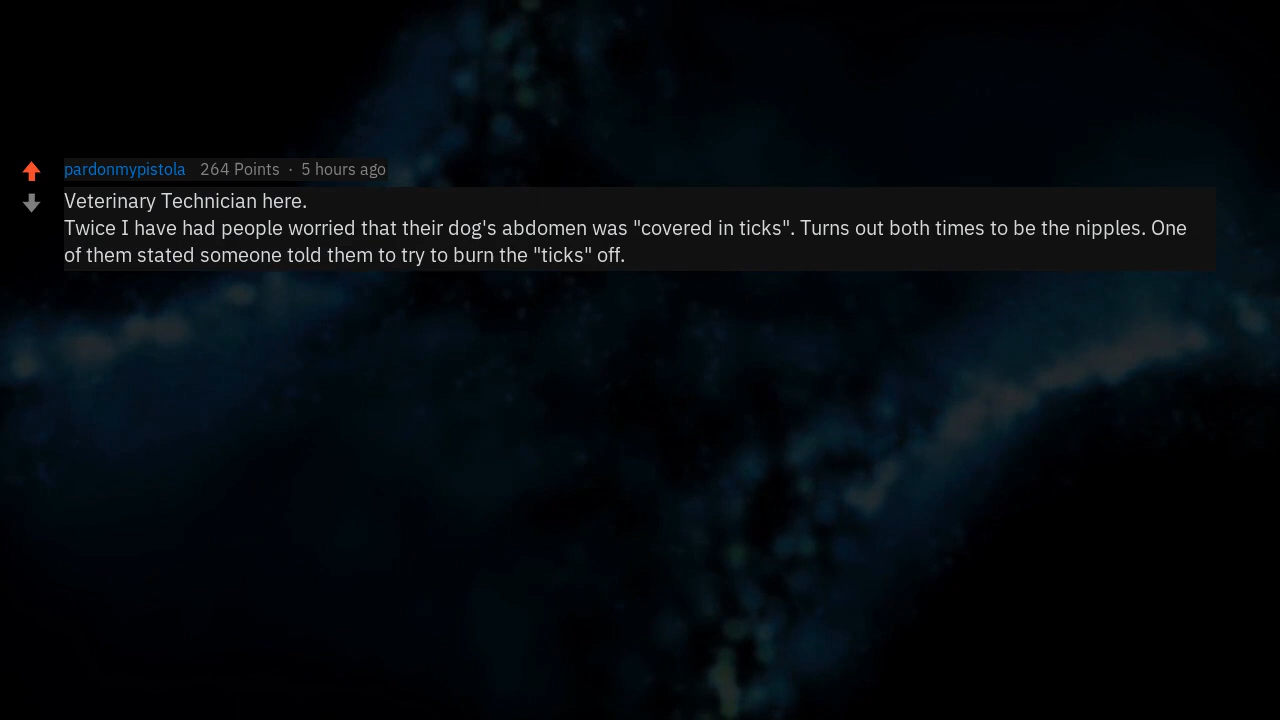 pardonmypistola 264 Points · 5 hours ago
Veterinary Technician here.
Twice I have had people worried that their dog's abdomen was "covered in ticks". Turns out both times to be the nipples. One
of them stated someone told them to try to burn the "ticks" off.